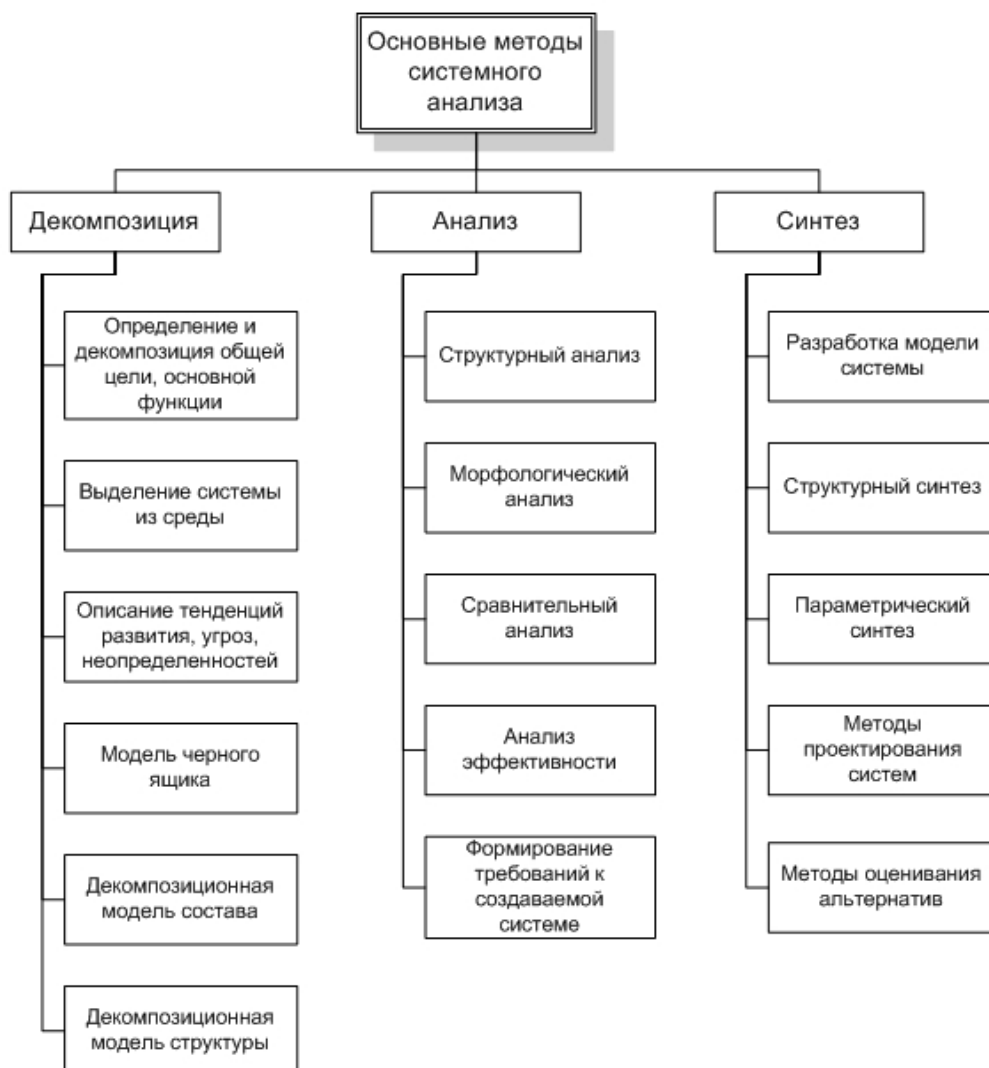 Основные методы
системного
анализа
Декомпозиция
Анализ
Синтез
Определение и
декомпозиция общей
цели, основной
функции
Выделение системы
из среды
Описание тенденций
развития, угроз,
неопределенностей
Модель черного
ящика
Декомпозиционная
модель состава
Декомпозиционная
модель структуры
Структурный анализ
Морфологический
анализ
Сравнительный
анализ
Анализ
эффективности
Формирование
требований к
создаваемой
системе
Разработка модели
системы
Структурный синтез
Параметрический
синтез
Методы
проектирования
систем
Методы оценивания
альтернатив